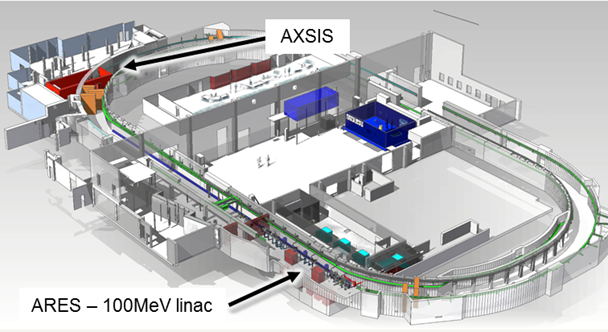 AXSIS
ARES – 100MeV linac